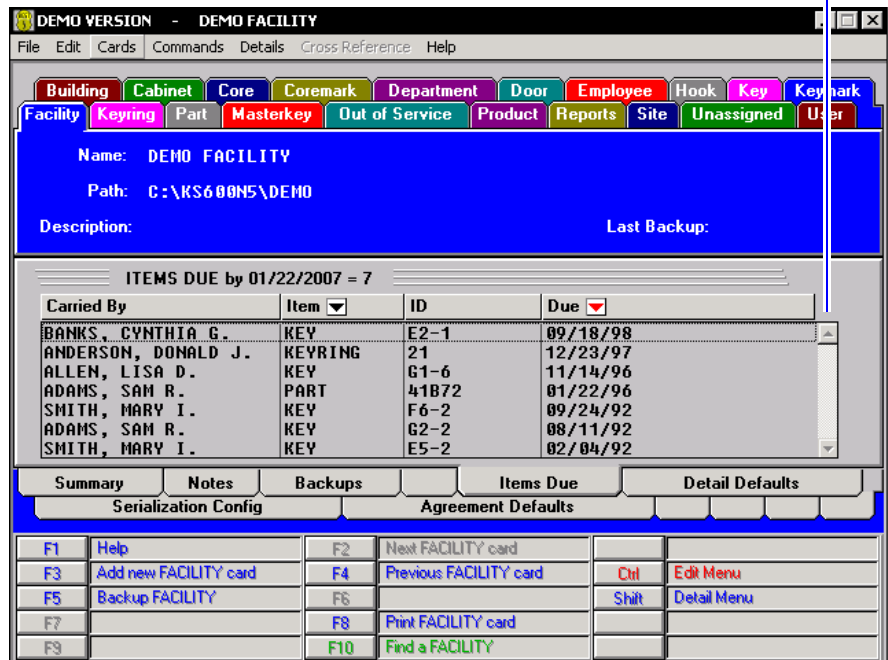 DEMO VERSION - DEMO FACILITY
File Edit Cards Commands Details Cross Reference Help
Building Cabinet Core Coremark Department Door Employee Hook Key Keymark
Facility Keyring Part Masterkey Out of Service Product Reports Site Unassigned User
Name: DEMO FACILITY
Path: C:\KS600N5\DEMO
Description: Last Backup:
ITEMS DUE by 01/22/2007 = 7
Carried By Item ID Due
BANKS, CYNTHIA G. KEY E2-1 09/18/98
ANDERSON, DONALD J. KEYRING 21 12/23/97
ALLEN, LISA D. KEY G1-6 11/14/96
ADAMS, SAM R. PART 41B72 01/22/96
SMITH, MARY I. KEY F6-2 09/24/92
ADAMS, SAM R. KEY G2-2 08/11/92
SMITH, MARY I. KEY E5-2 02/04/92
Summary Notes Backups Items Due Detail Defaults
Serialization Config Agreement Defaults
F1 Help F2 Next FACILITY card
F3 Add new FACILITY card F4 Previous FACILITY card Ctrl Edit Menu
F5 Backup FACILITY F6 Shift Detail Menu
F7 F8 Print FACILITY card
F9 F10 Find a FACILITY